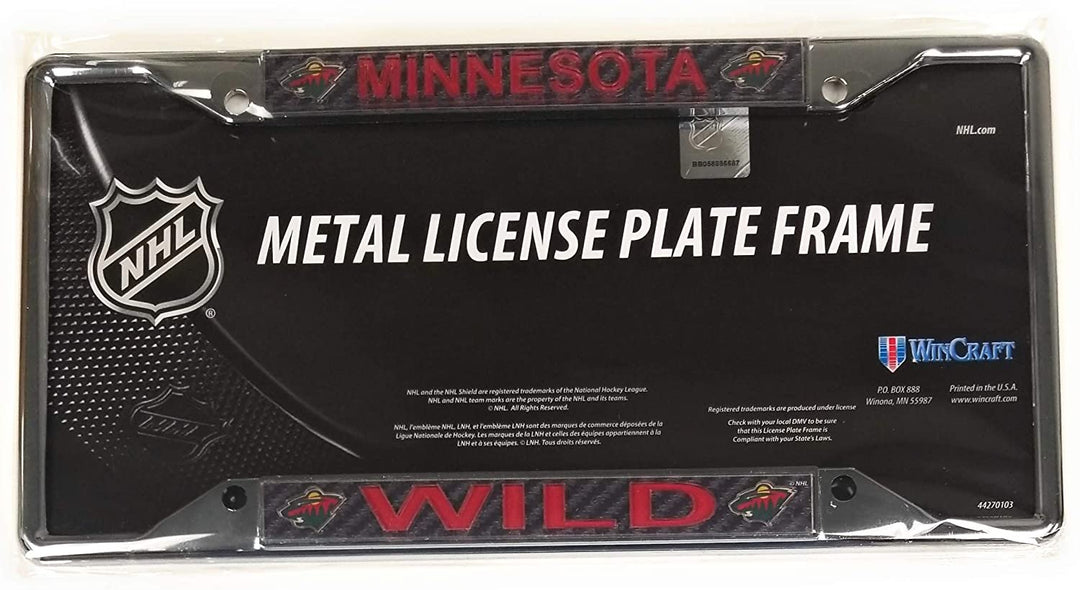 MINNESOTA
BB058956687
NHL.com
NHL
®
METAL LICENSE PLATE FRAME
WINCRAFT
P.O. BOX 888
Winona, MN 55987
Printed in the U.S.A.
www.wincraft.com
NHL and the NHL Shield are registered trademarks of the National Hockey League.
NHL and NHL team marks are the property of the NHL and its teams.
© NHL. All Rights Reserved.
NHL, l'emblème NHL, LNH, et l'emblème LNH sont des marques de commerce déposées de la
Ligue Nationale de Hockey. Les marques de la LNH et celles des équipes appartiennent à la
LNH et à ses équipes. © LNH. Tous droits réservés.
Registered trademarks are produced under license
Check with your local DMV to be sure
that this License Plate Frame is
Compliant with your State's Laws.
© NHL
WILD
44270103